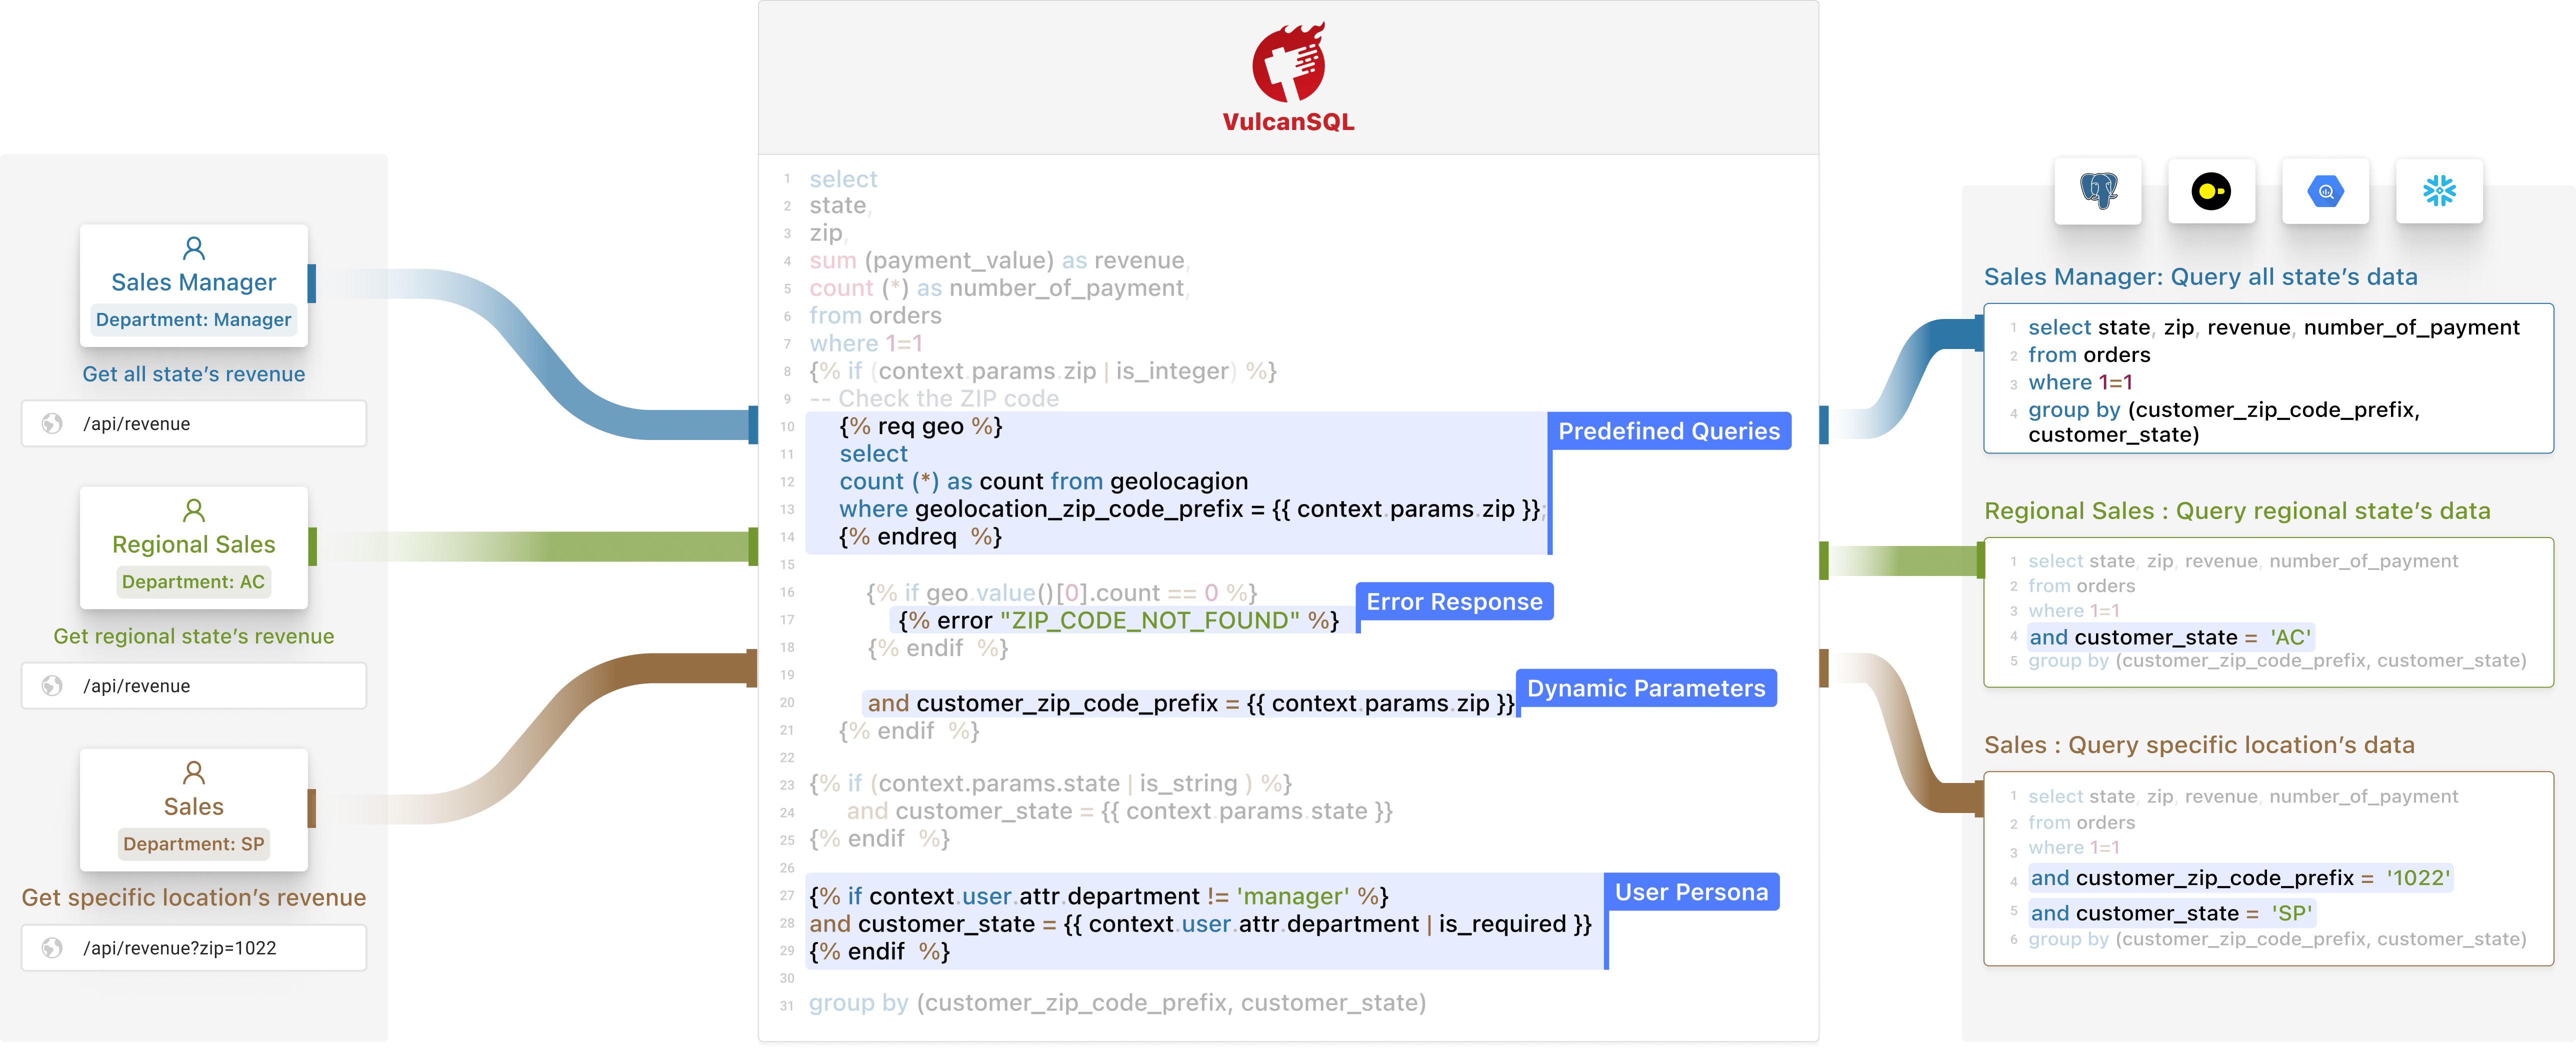 VulcanSQL
Sales Manager
Department: Manager
Get all state's revenue
/api/revenue
Regional Sales
Department: AC
Get regional state's revenue
/api/revenue
Sales
Department: SP
Get specific location's revenue
/api/revenue?zip=1022
1 select
2 state,
3 zip,
4 sum (payment_value) as revenue,
5 count (*) as number_of_payment,
6 from orders
7 where 1=1
8 {% if (context.params.zip | is_integer) %}
9 -- Check the ZIP code
10 {% req geo %}
11 select
12 count (*) as count from geolocagion
13 where geolocation_zip_code_prefix = {{ context.params.zip }};
14 {% endreq %}
Predefined Queries
15
16 {% if geo.value()[0].count == 0 %}
17 {% error "ZIP_CODE_NOT_FOUND" %}
Error Response
18 {% endif %}
19
20 and customer_zip_code_prefix = {{ context.params.zip }}
Dynamic Parameters
21 {% endif %}
22
23 {% if (context.params.state | is_string ) %}
24 and customer_state = {{ context.params.state }}
25 {% endif %}
26
27 {% if context.user.attr.department != 'manager' %}
28 and customer_state = {{ context.user.attr.department | is_required }}
29 {% endif %}
User Persona
30
31 group by (customer_zip_code_prefix, customer_state)
Sales Manager: Query all state's data
1 select state, zip, revenue, number_of_payment
2 from orders
3 where 1=1
4 group by (customer_zip_code_prefix,
customer_state)
Regional Sales : Query regional state's data
1 select state, zip, revenue, number_of_payment
2 from orders
3 where 1=1
4 and customer_state = 'AC'
5 group by (customer_zip_code_prefix, customer_state)
Sales : Query specific location's data
1 select state, zip, revenue, number_of_payment
2 from orders
3 where 1=1
4 and customer_zip_code_prefix = '1022'
5 and customer_state = 'SP'
6 group by (customer_zip_code_prefix, customer_state)